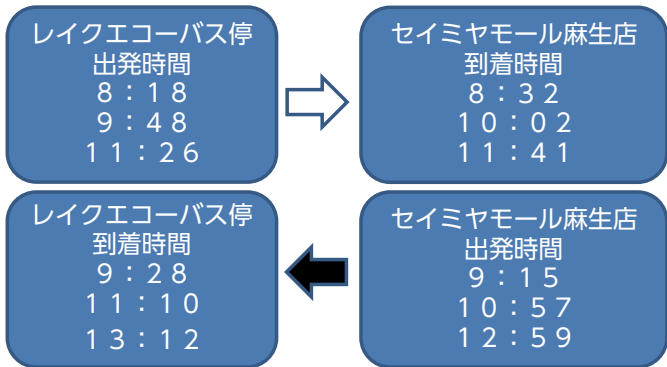 レイクエコーバス停
出発時間
８：１８
９：４８
１１：２６
セイミヤモール麻生店
到着時間
８：３２
１０：０２
１１：４１
レイクエコーバス停
到着時間
９：２８
１１：１０
１３：１２
セイミヤモール麻生店
出発時間
９：１５
１０：５７
１２：５９